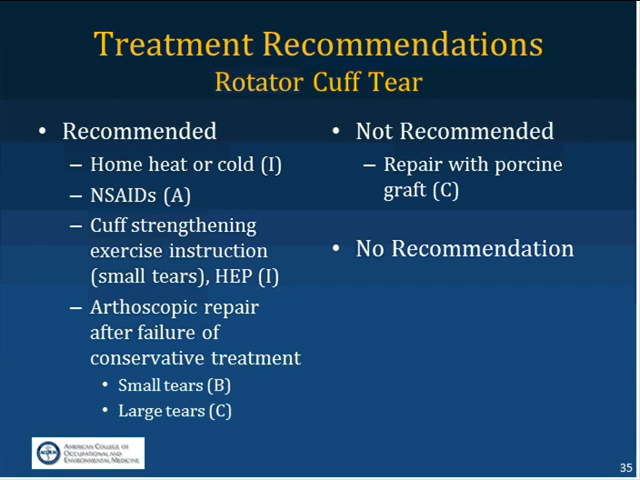 Treatment Recommendations
Rotator Cuff Tear
• Recommended
– Home heat or cold (I)
– NSAIDs (A)
– Cuff strengthening
exercise instruction
(small tears), HEP (I)
– Arthoscopic repair
after failure of
conservative treatment
• Small tears (B)
• Large tears (C)
• Not Recommended
– Repair with porcine
graft (C)
• No Recommendation
AMERICAN COLLEGE OF
OCCUPATIONAL AND
ENVIRONMENTAL MEDICINE
35